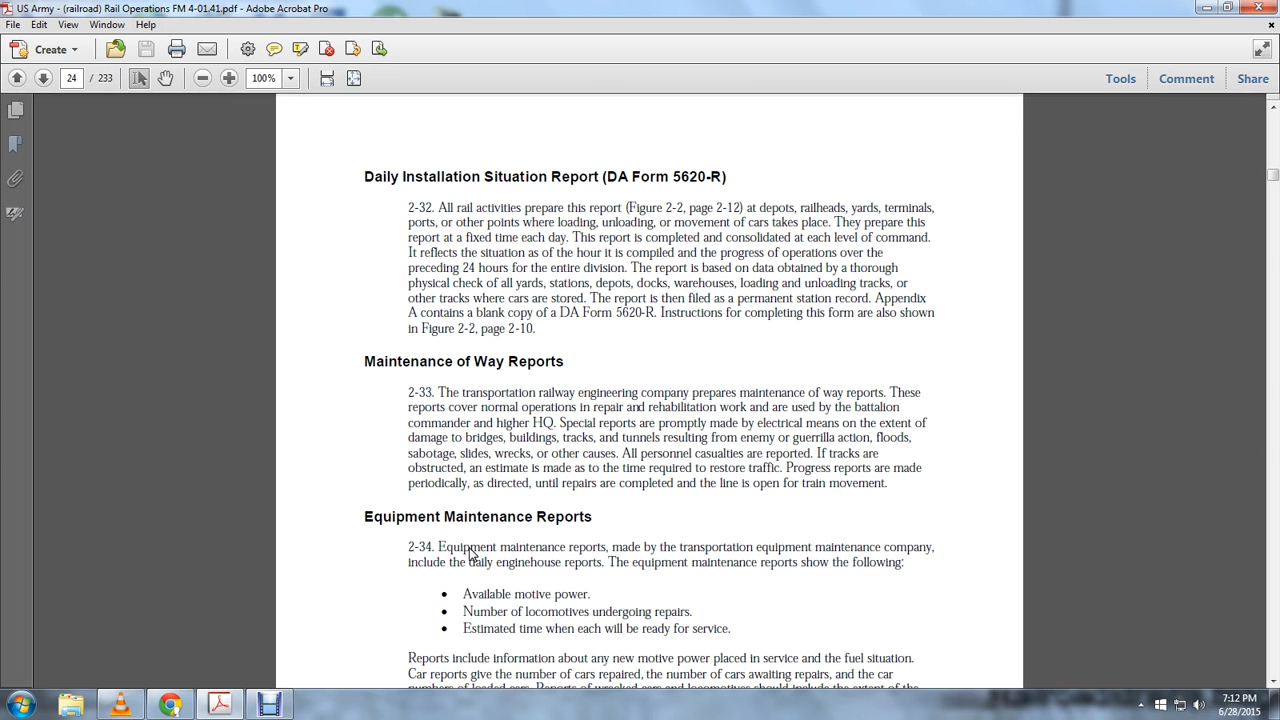 US Army - (railroad) Rail Operations FM 4-01.41.pdf - Adobe Acrobat Pro
File Edit View Window Help
Create
24 / 233 100% Tools Comment Share
Daily Installation Situation Report (DA Form 5620-R)
2-32. All rail activities prepare this report (Figure 2-2, page 2-12) at depots, railheads, yards, terminals,
ports, or other points where loading, unloading, or movement of cars takes place. They prepare this
report at a fixed time each day. This report is completed and consolidated at each level of command.
It reflects the situation as of the hour it is compiled and the progress of operations over the
preceding 24 hours for the entire division. The report is based on data obtained by a thorough
physical check of all yards, stations, depots, docks, warehouses, loading and unloading tracks, or
other tracks where cars are stored. The report is then filed as a permanent station record. Appendix
A contains a blank copy of a DA Form 5620-R. Instructions for completing this form are also shown
in Figure 2-2, page 2-10.
Maintenance of Way Reports
2-33. The transportation railway engineering company prepares maintenance of way reports. These
reports cover normal operations in repair and rehabilitation work and are used by the battalion
commander and higher HQ. Special reports are promptly made by electrical means on the extent of
damage to bridges, buildings, tracks, and tunnels resulting from enemy or guerrilla action, floods,
sabotage, slides, wrecks, or other causes. All personnel casualties are reported. If tracks are
obstructed, an estimate is made as to the time required to restore traffic. Progress reports are made
periodically, as directed, until repairs are completed and the line is open for train movement.
Equipment Maintenance Reports
2-34. Equipment maintenance reports, made by the transportation equipment maintenance company,
include the daily enginehouse reports. The equipment maintenance reports show the following:
• Available motive power.
• Number of locomotives undergoing repairs.
• Estimated time when each will be ready for service.
Reports include information about any new motive power placed in service and the fuel situation.
Car reports give the number of cars repaired, the number of cars awaiting repairs, and the car
7:12 PM
6/28/2015